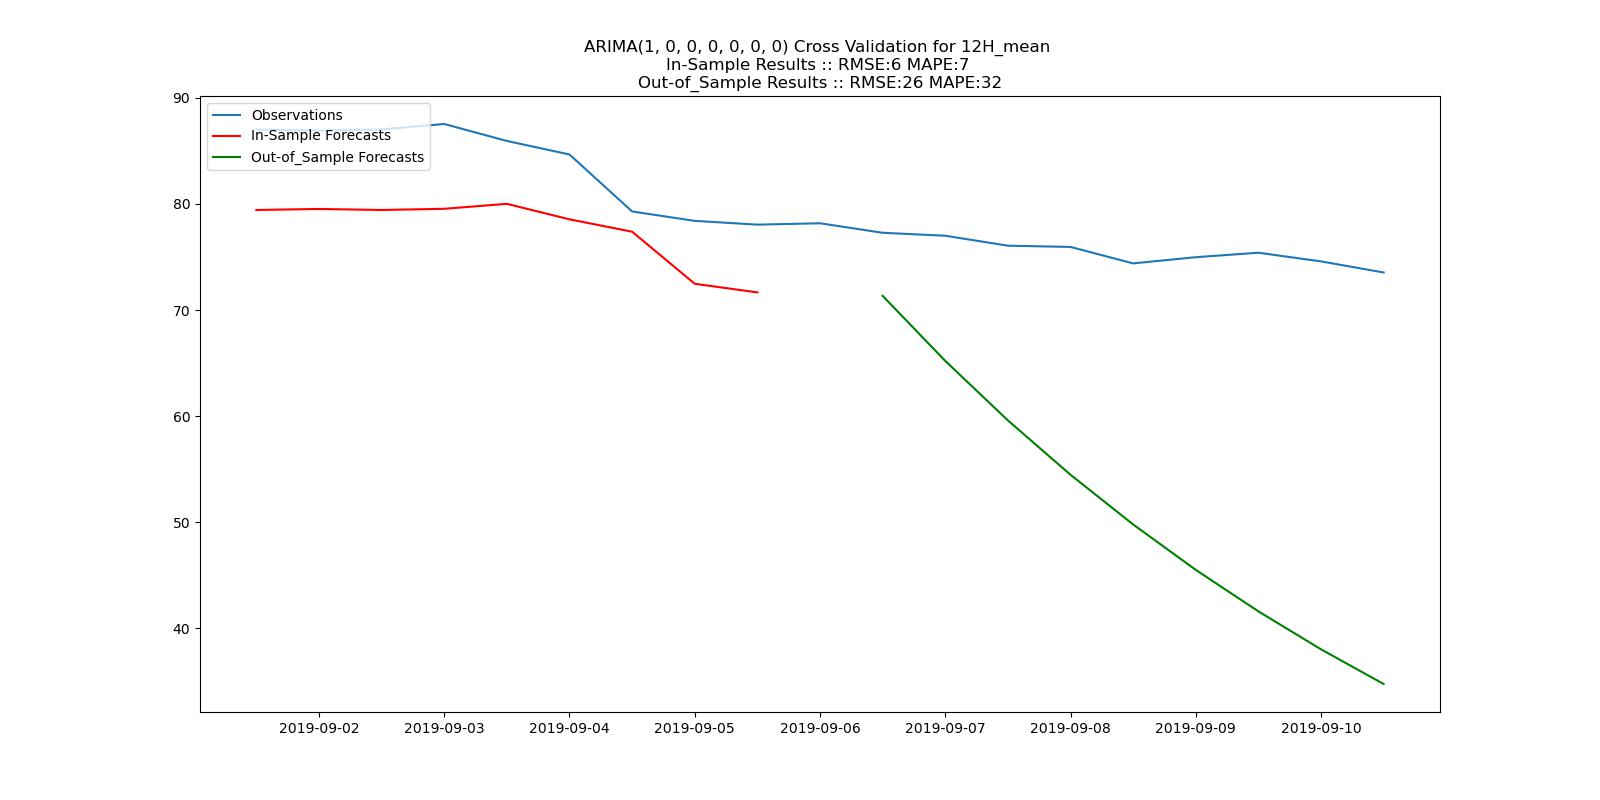 ARIMA(1, 0, 0, 0, 0, 0, 0) Cross Validation for 12H_mean
In-Sample Results :: RMSE:6 MAPE:7
Out-of_Sample Results :: RMSE:26 MAPE:32
90
80
70
60
50
40
Observations
In-Sample Forecasts
Out-of_Sample Forecasts
2019-09-02
2019-09-03
2019-09-04
2019-09-05
2019-09-06
2019-09-07
2019-09-08
2019-09-09
2019-09-10